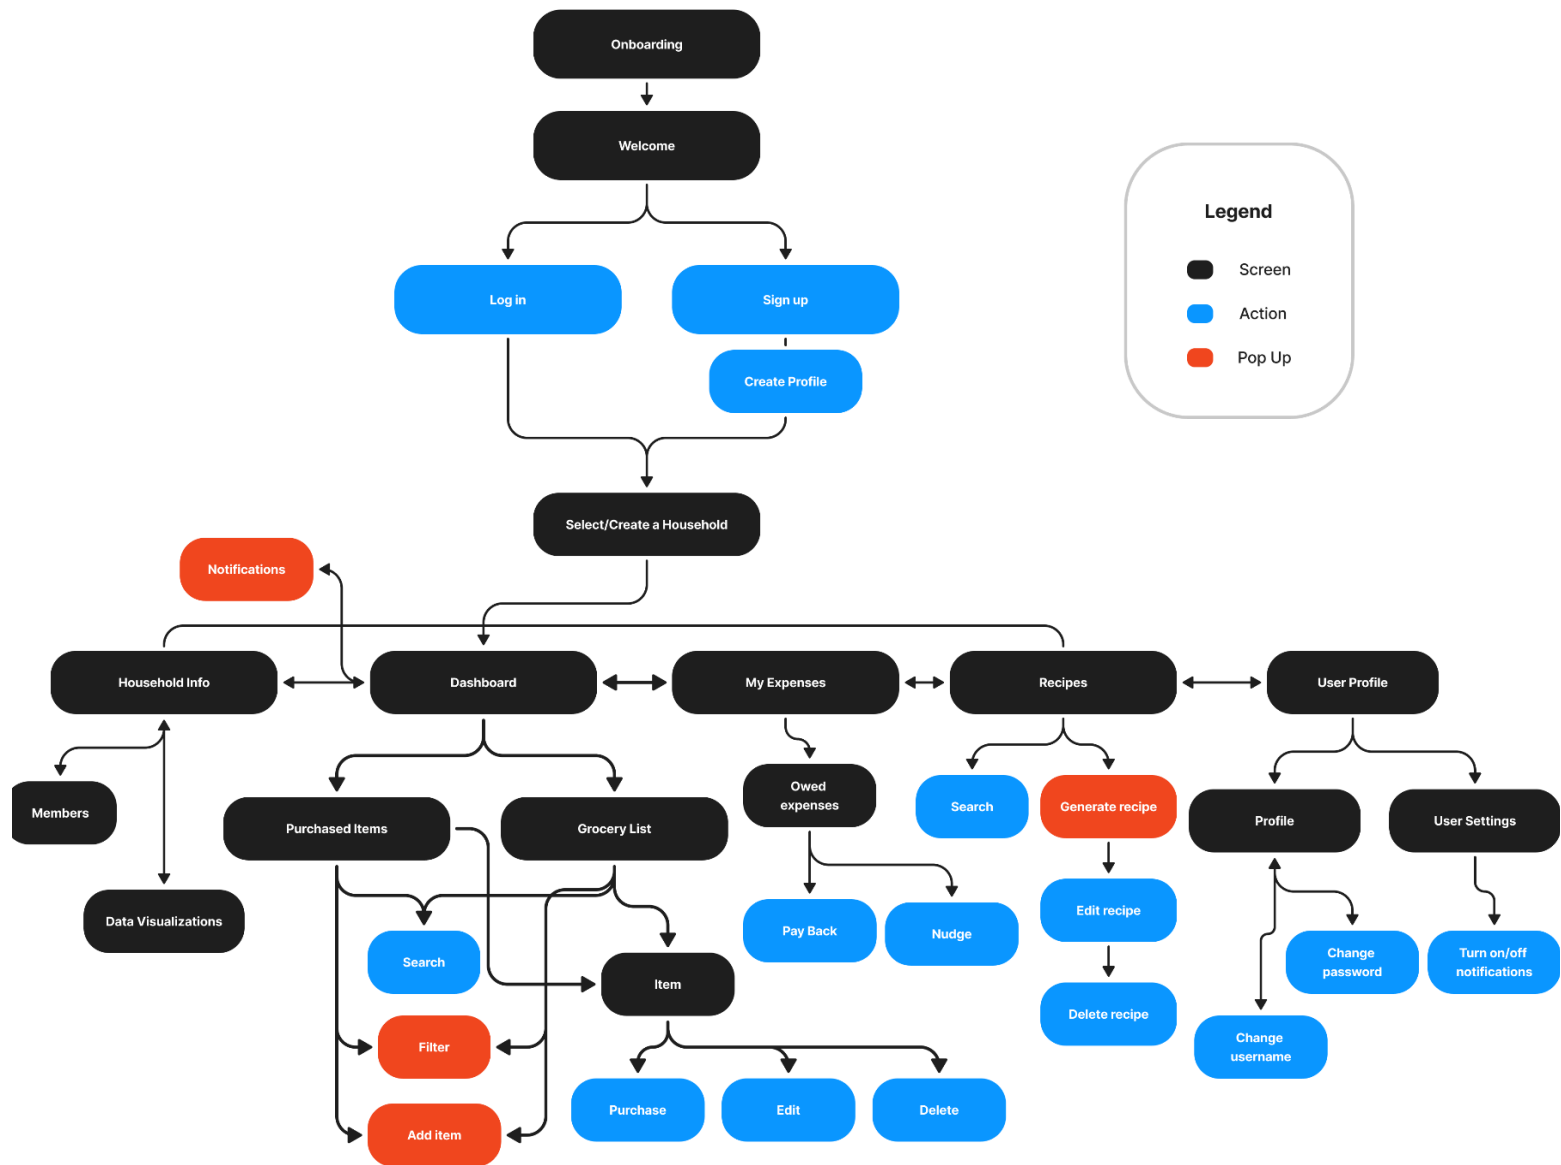 Onboarding
Welcome
Legend
Screen
Action
Pop Up
Log in
Sign up
Create Profile
Select/Create a Household
Notifications
Household Info
Dashboard
My Expenses
Recipes
User Profile
Members
Purchased Items
Grocery List
Owed
expenses
Search
Generate recipe
Profile
User Settings
Data Visualizations
Search
Item
Pay Back
Nudge
Edit recipe
Change
password
Turn on/off
notifications
Filter
Delete recipe
Change
username
Add item
Purchase
Edit
Delete